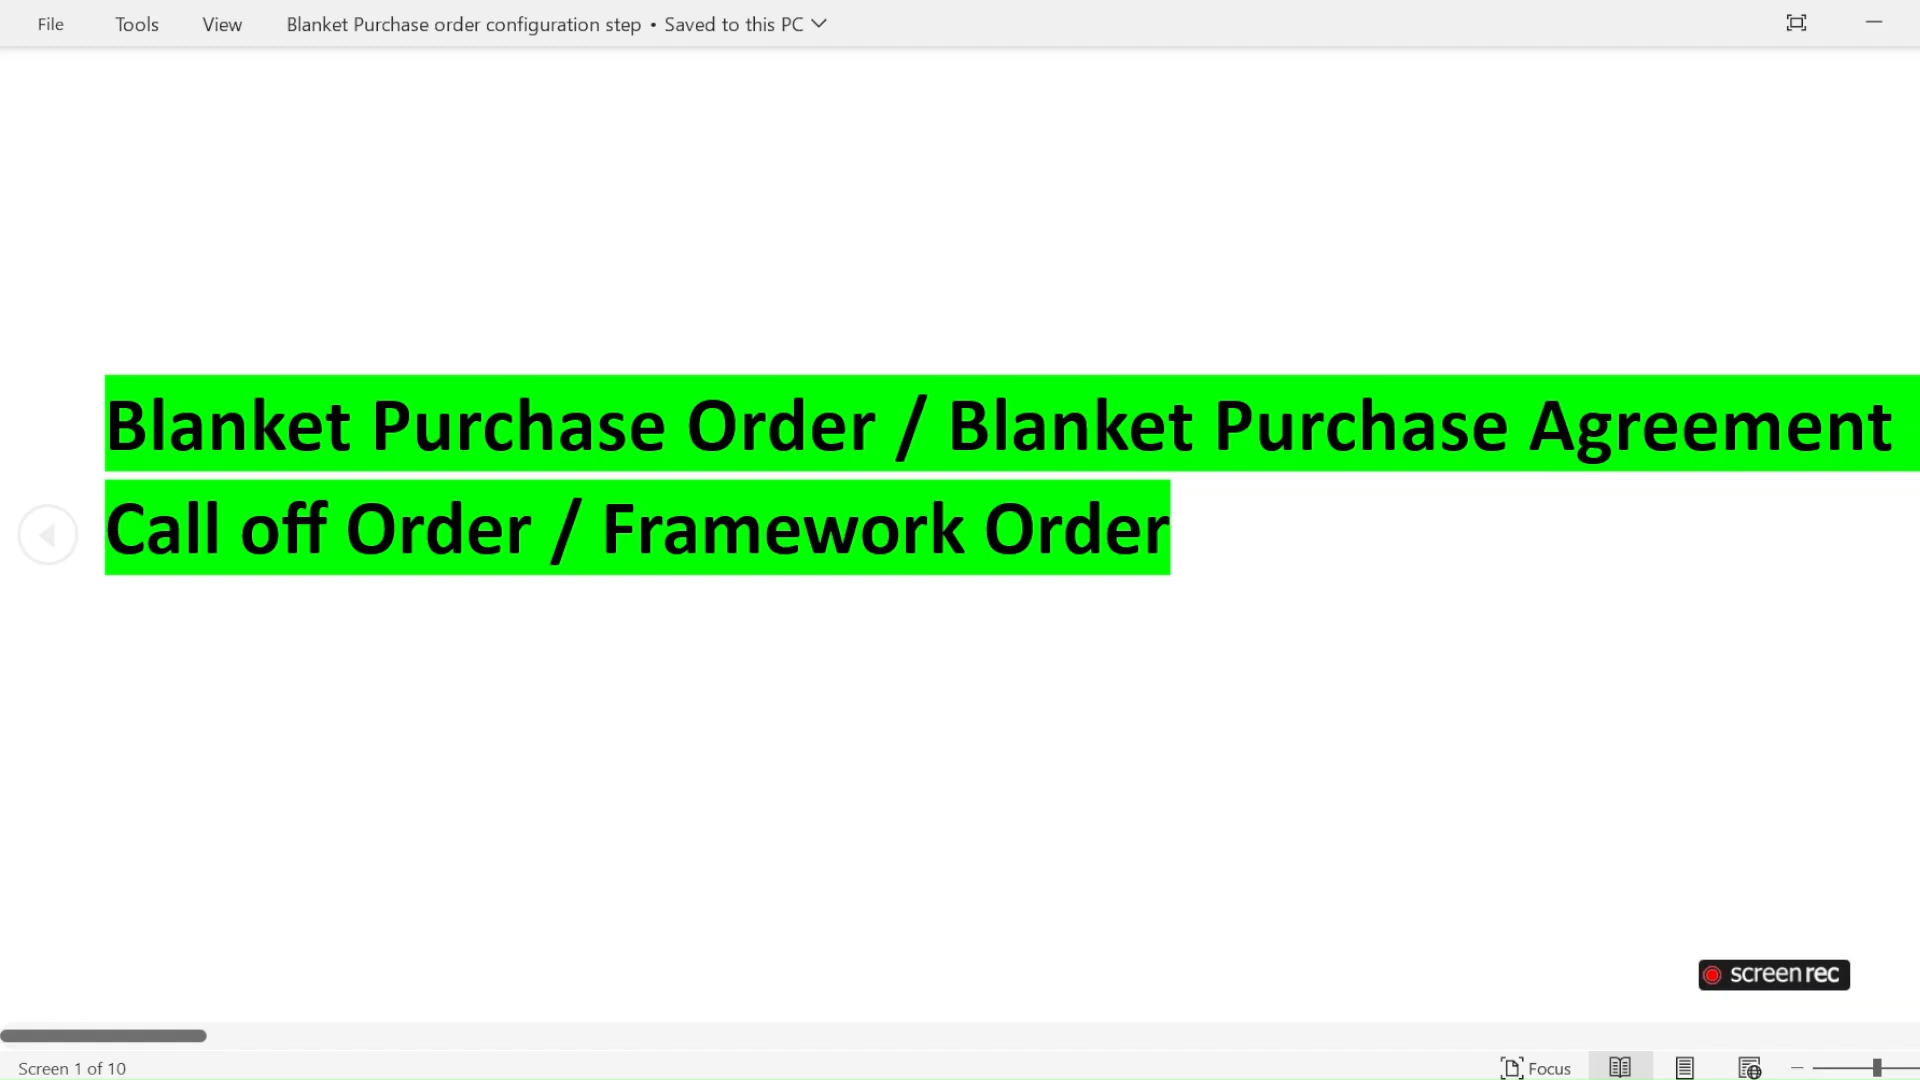 File Tools View Blanket Purchase order configuration step • Saved to this PC
Blanket Purchase Order / Blanket Purchase Agreement
Call off Order / Framework Order
screenrec
Screen 1 of 10 Focus